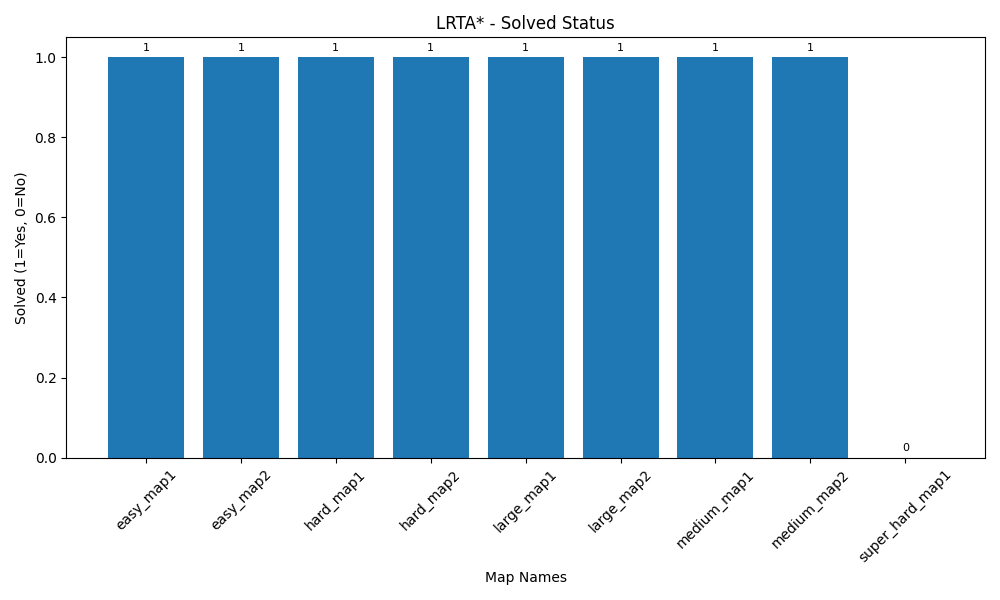 LRTA* - Solved Status
1 1 1 1 1 1 1 1 0
Solved (1=Yes, 0=No)
1.0
0.8
0.6
0.4
0.2
0.0
easy_map1
easy_map2
hard_map1
hard_map2
large_map1
large_map2
medium_map1
medium_map2
super_hard_map1
Map Names